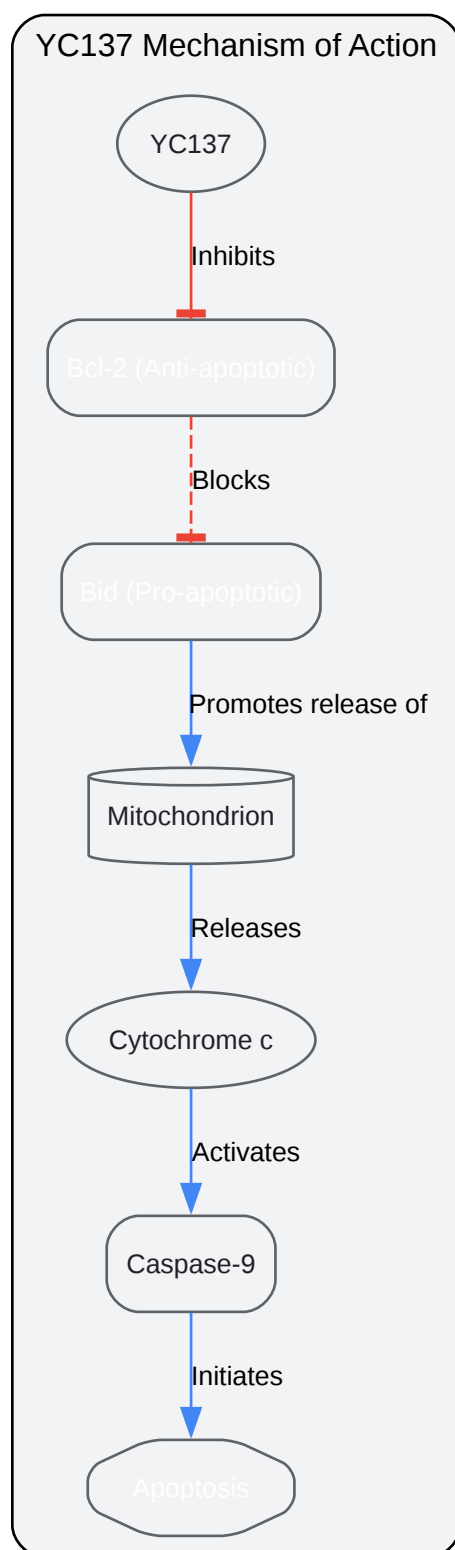 YC137 Mechanism of Action
YC137
Inhibits
Bcl-2 (Anti-apoptotic)
Blocks
Bid (Pro-apoptotic)
Promotes release of
Mitochondrion
Releases
Cytochrome c
Activates
Caspase-9
Initiates
Apoptosis